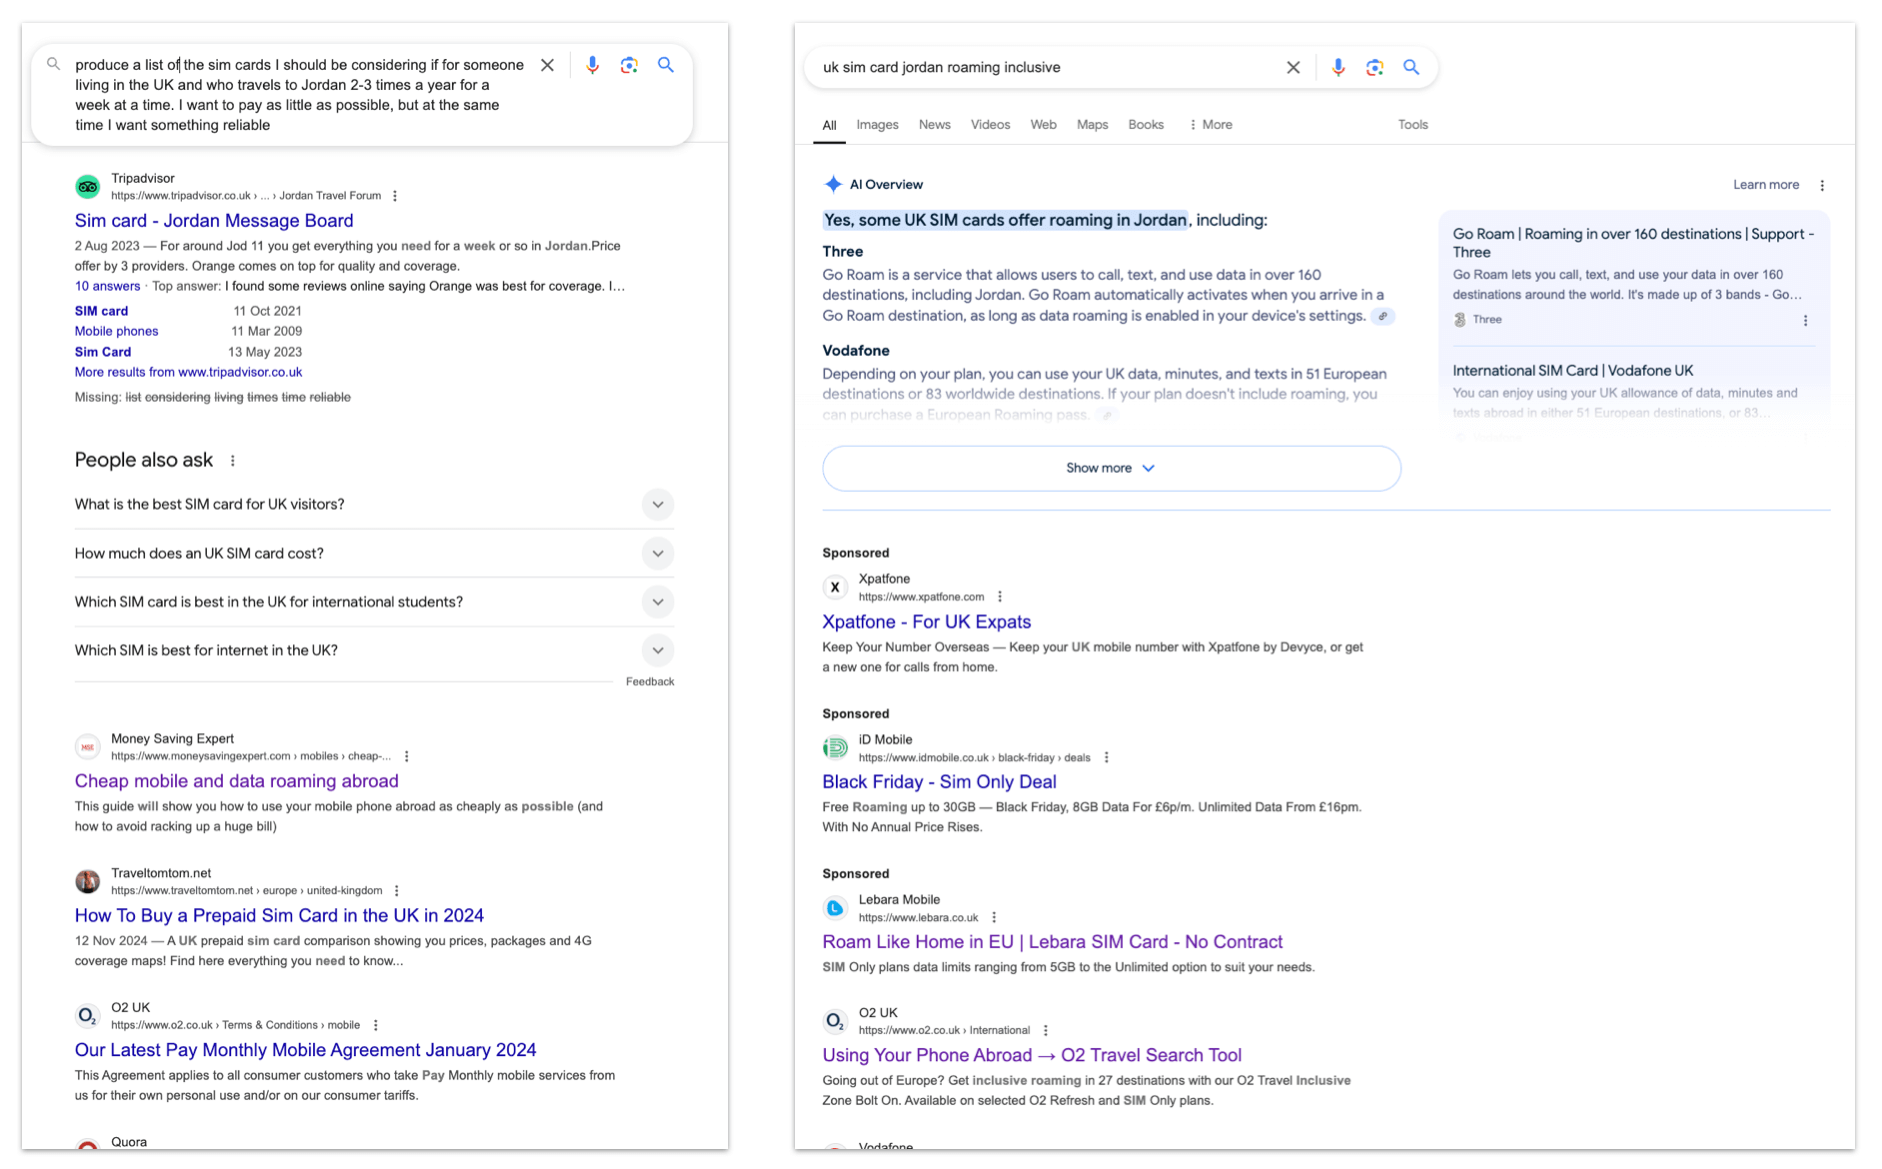 produce a list of the sim cards I should be considering if for someone
living in the UK and who travels to Jordan 2-3 times a year for a
week at a time. I want to pay as little as possible, but at the same
time I want something reliable
Tripadvisor
https://www.tripadvisor.co.uk › ... › Jordan Travel Forum
Sim card - Jordan Message Board
2 Aug 2023 — For around Jod 11 you get everything you need for a week or so in Jordan.Price
offer by 3 providers. Orange comes on top for quality and coverage.
10 answers · Top answer: I found some reviews online saying Orange was best for coverage. I...
SIM card 11 Oct 2021
Mobile phones 11 Mar 2009
Sim Card 13 May 2023
More results from www.tripadvisor.co.uk
Missing: list considering living times time reliable
People also ask
What is the best SIM card for UK visitors?
How much does an UK SIM card cost?
Which SIM card is best in the UK for international students?
Which SIM is best for internet in the UK?
Feedback
MSE
Money Saving Expert
https://www.moneysavingexpert.com › mobiles › cheap-...
Cheap mobile and data roaming abroad
This guide will show you how to use your mobile phone abroad as cheaply as possible (and
how to avoid racking up a huge bill)
Traveltomtom.net
https://www.traveltomtom.net › europe › united-kingdom
How To Buy a Prepaid Sim Card in the UK in 2024
12 Nov 2024 — A UK prepaid sim card comparison showing you prices, packages and 4G
coverage maps! Find here everything you need to know...
O2
O2 UK
https://www.o2.co.uk › Terms & Conditions › mobile
Our Latest Pay Monthly Mobile Agreement January 2024
This Agreement applies to all consumer customers who take Pay Monthly mobile services from
us for their own personal use and/or on our consumer tariffs.
Quora
uk sim card jordan roaming inclusive
All Images News Videos Web Maps Books More Tools
AI Overview
Learn more
Yes, some UK SIM cards offer roaming in Jordan, including:
Three
Go Roam is a service that allows users to call, text, and use data in over 160
destinations, including Jordan. Go Roam automatically activates when you arrive in a
Go Roam destination, as long as data roaming is enabled in your device's settings.
Vodafone
Depending on your plan, you can use your UK data, minutes, and texts in 51 European
destinations or 83 worldwide destinations. If your plan doesn't include roaming, you
can purchase a European Roaming pass.
Show more
Go Roam | Roaming in over 160 destinations | Support -
Three
Go Roam lets you call, text, and use your data in over 160
destinations around the world. It's made up of 3 bands - Go...
Three
International SIM Card | Vodafone UK
You can enjoy using your UK allowance of data, minutes and
texts abroad in either 51 European destinations, or 83...
Sponsored
X
Xpatfone
https://www.xpatfone.com
Xpatfone - For UK Expats
Keep Your Number Overseas — Keep your UK mobile number with Xpatfone by Devyce, or get
a new one for calls from home.
Sponsored
iD Mobile
https://www.idmobile.co.uk › black-friday › deals
Black Friday - Sim Only Deal
Free Roaming up to 30GB — Black Friday, 8GB Data For £6p/m. Unlimited Data From £16pm.
With No Annual Price Rises.
Sponsored
L
Lebara Mobile
https://www.lebara.co.uk
Roam Like Home in EU | Lebara SIM Card - No Contract
SIM Only plans data limits ranging from 5GB to the Unlimited option to suit your needs.
O2
O2 UK
https://www.o2.co.uk › International
Using Your Phone Abroad → O2 Travel Search Tool
Going out of Europe? Get inclusive roaming in 27 destinations with our O2 Travel Inclusive
Zone Bolt On. Available on selected O2 Refresh and SIM Only plans.
Vodafone